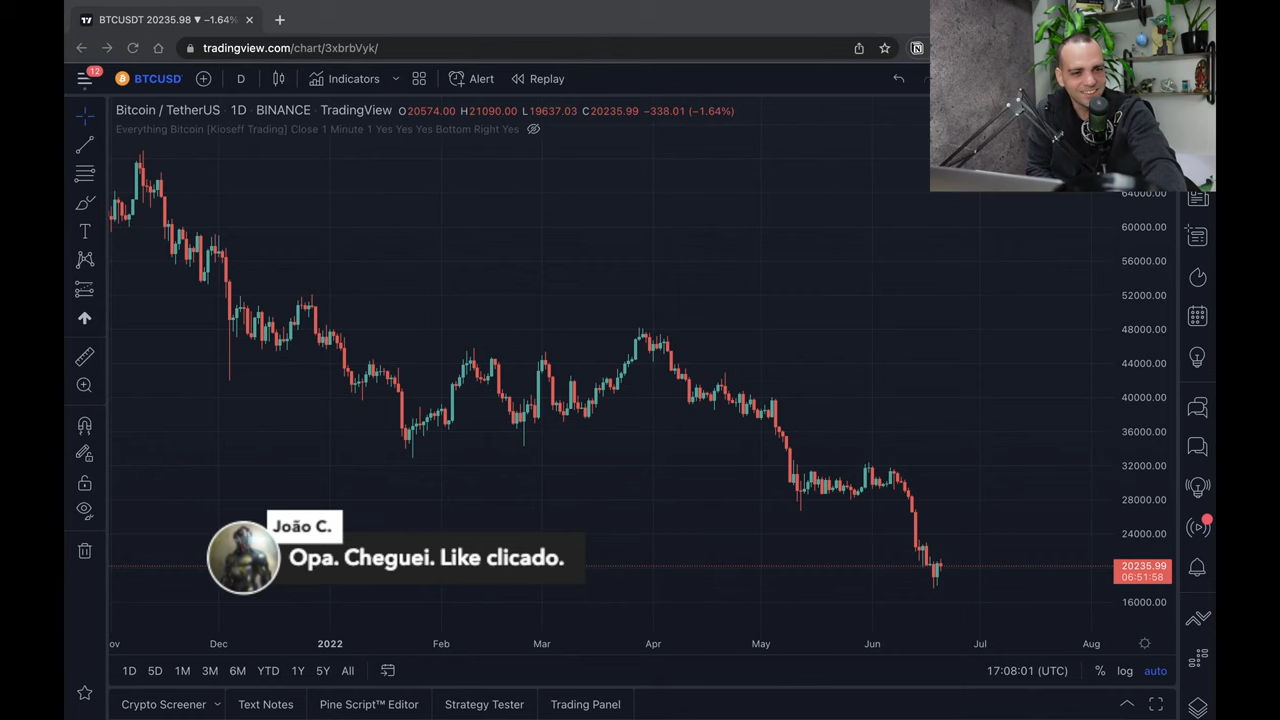 BTCUSDT 20235.98 ▼ −1.64%
tradingview.com/chart/3xbrbVyk/
12
BTCUSD
D
Indicators
Alert
Replay
Bitcoin / TetherUS · 1D · BINANCE · TradingView O20574.00 H21090.00 L19637.03 C20235.99 −338.01 (−1.64%)
Everything Bitcoin [Kioseff Trading] Close 1 Minute 1 Yes Yes Yes Bottom Right Yes
64000.00
60000.00
56000.00
52000.00
48000.00
44000.00
40000.00
36000.00
32000.00
28000.00
24000.00
20235.99
06:51:58
16000.00
João C.
Opa. Cheguei. Like clicado.
ov Dec 2022 Feb Mar Apr May Jun Jul Aug
1D 5D 1M 3M 6M YTD 1Y 5Y All
17:08:01 (UTC) % log auto
Crypto Screener Text Notes Pine Script™ Editor Strategy Tester Trading Panel